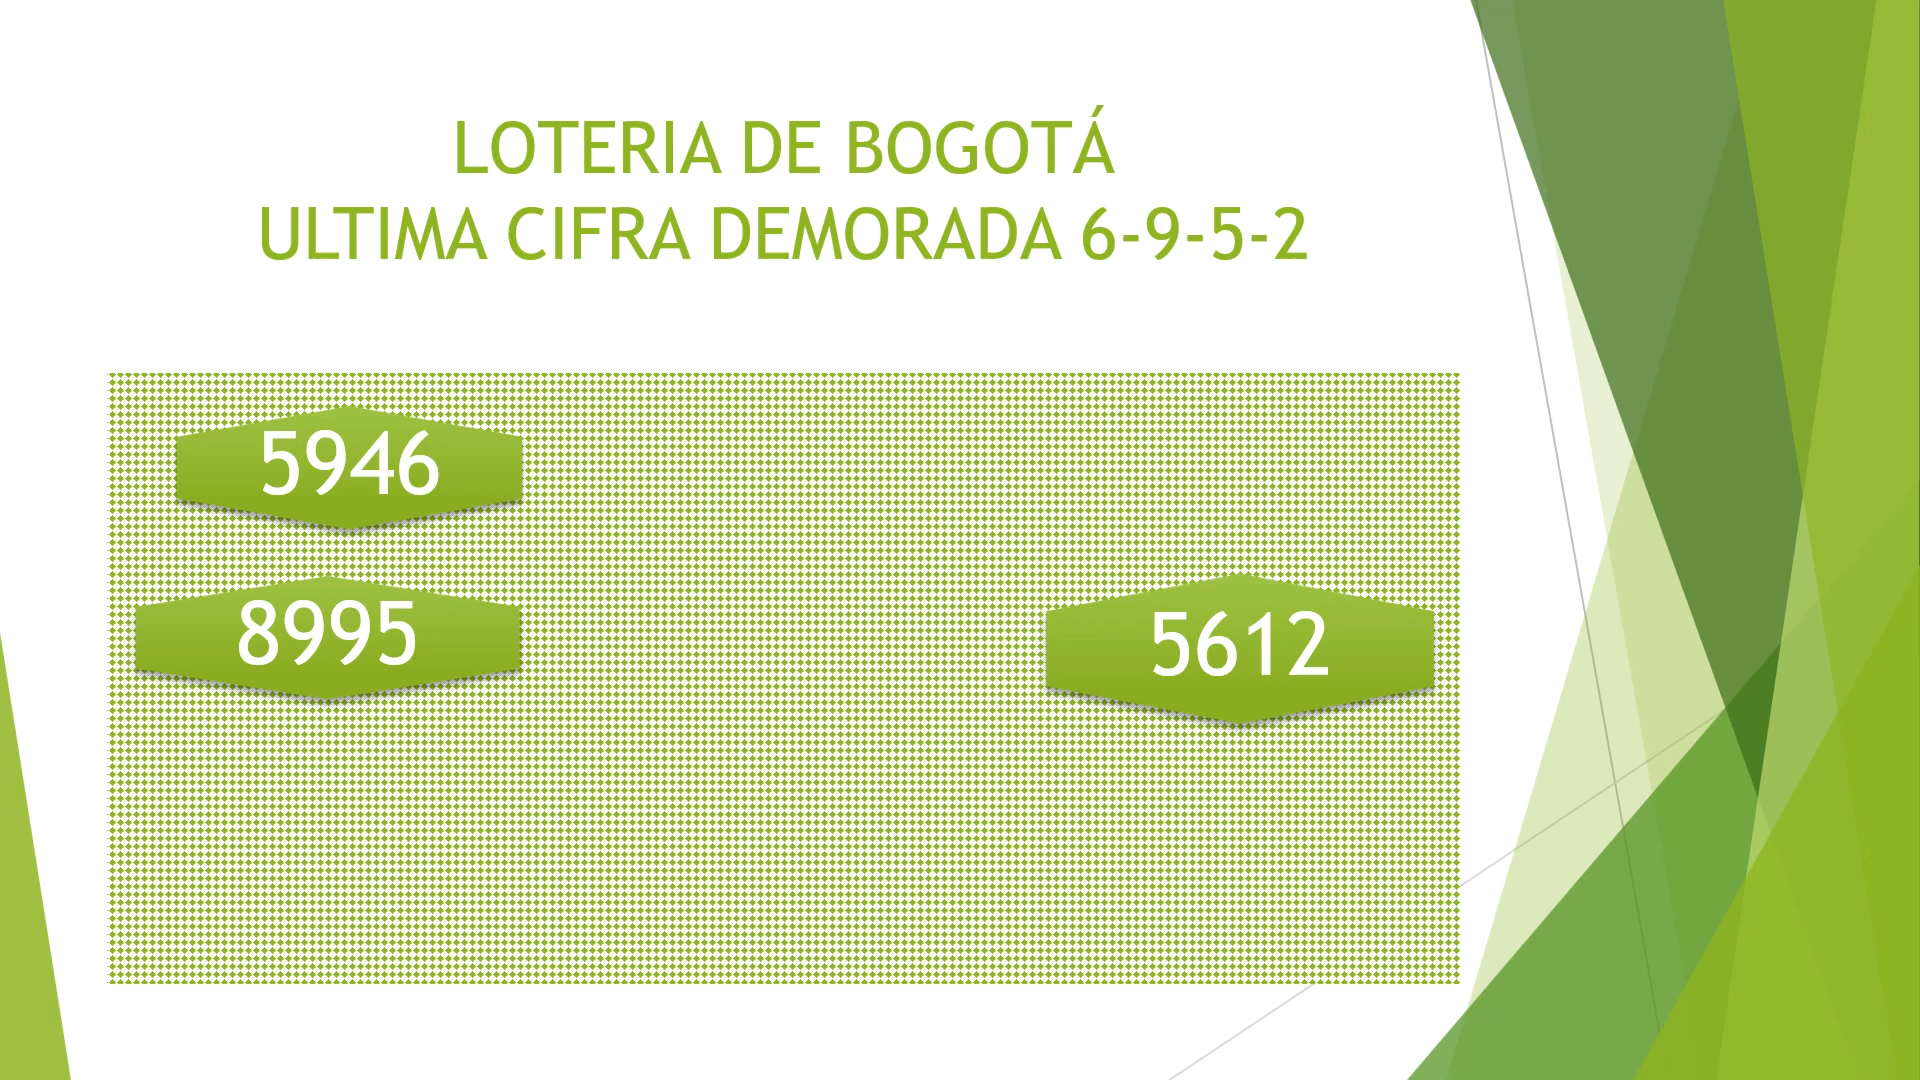 LOTERIA DE BOGOTÁ
ULTIMA CIFRA DEMORADA 6-9-5-2
5946
8995
5612